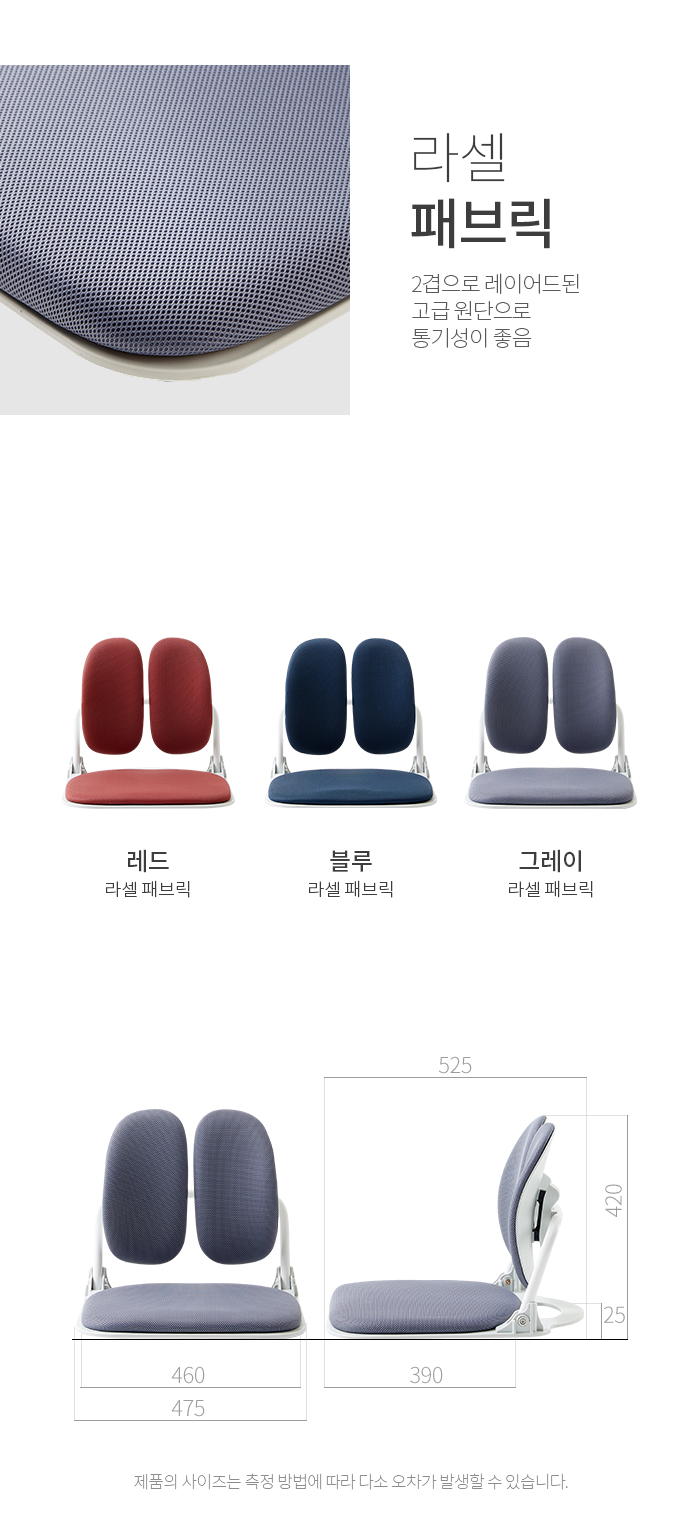 라셀
패브릭
2겹으로 레이어드된
고급 원단으로
통기성이 좋음
레드
라셀 패브릭
블루
라셀 패브릭
그레이
라셀 패브릭
525
420
25
460
390
475
제품의 사이즈는 측정 방법에 따라 다소 오차가 발생할 수 있습니다.